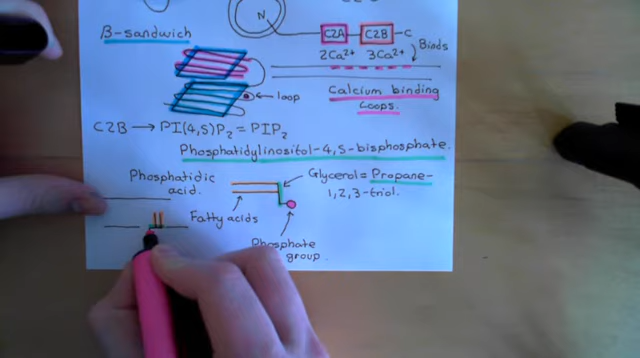 N C2A C2B -C
β-sandwich
2Ca2+ 3Ca2+ Binds
Calcium binding
loops.
← loop
C2B → PI(4,5)P2 = PIP2
Phosphatidylinositol-4,5-bisphosphate.
Phosphatidic
acid.
Glycerol = Propane-
1,2,3-triol.
Fatty acids
Phosphate
group.